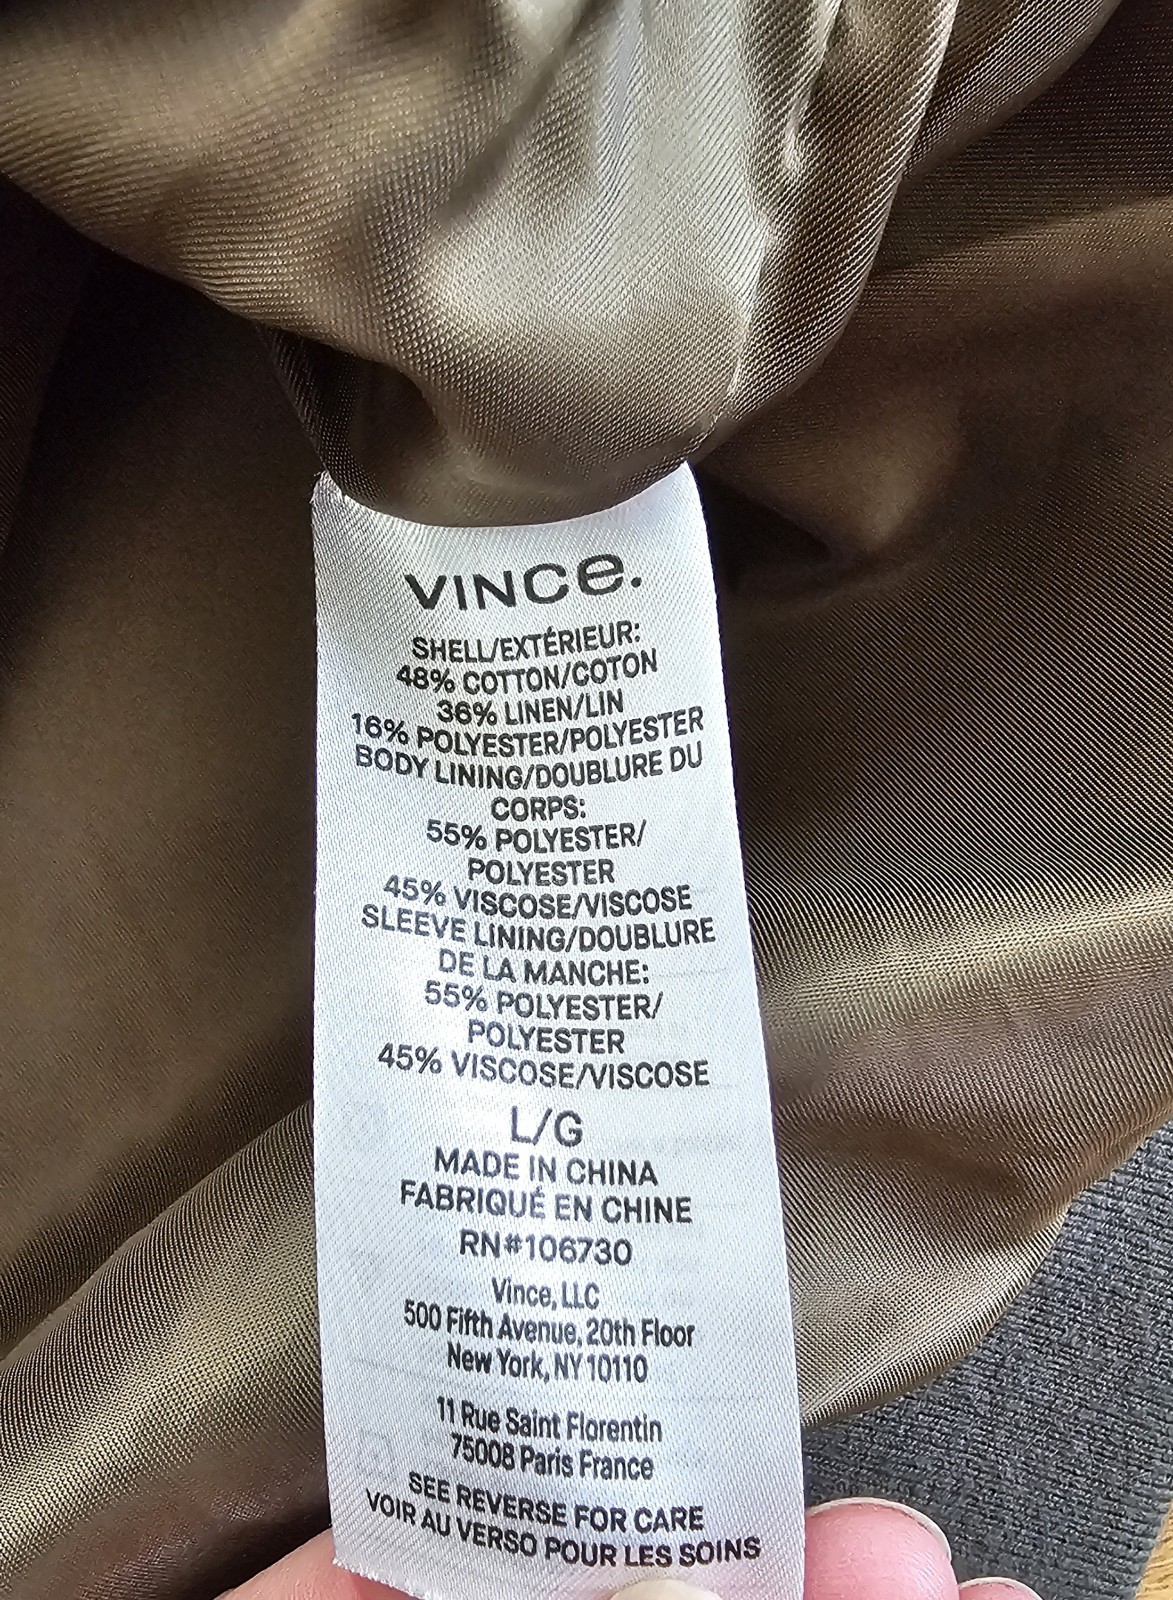 VINCe.
SHELL/EXTÉRIEUR:
48% COTTON/COTON
36% LINEN/LIN
16% POLYESTER/POLYESTER
BODY LINING/DOUBLURE DU
CORPS:
55% POLYESTER/
POLYESTER
45% VISCOSE/VISCOSE
SLEEVE LINING/DOUBLURE
DE LA MANCHE:
55% POLYESTER/
POLYESTER
45% VISCOSE/VISCOSE
L/G
MADE IN CHINA
FABRIQUÉ EN CHINE
RN#106730
Vince, LLC
500 Fifth Avenue, 20th Floor
New York, NY 10110
11 Rue Saint Florentin
75008 Paris France
SEE REVERSE FOR CARE
VOIR AU VERSO POUR LES SOINS